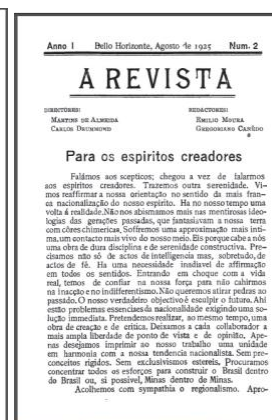 Anno I Bello Horizonte, Agosto de 1925 Num. 2
A REVISTA
DIRECTORES: REDACTORES:
MARTINS DE ALMEIDA EMILIO MOURA
CARLOS DRUMMOND GREGORIANO CANÊDO
Para os espiritos creadores
Falámos aos scepticos; chegou a vez de falarmos
aos espiritos creadores. Trazemos outra serenidade. Vi-
mos reaffirmar a nossa orientação no sentido da mais fran-
ca nacionalização do nosso espirito. Ha no nosso tempo uma
volta á realidade. Não nos abismamos mais nas mentirosas ideo-
logias das gerações passadas, que fantasiavam a nossa terra
com côres chimericas. Soffremos uma approximação mais inti-
ma, um contacto mais vivo do nosso meio. Eis porque cabe a nós
uma obra de dura disciplina e de serenidade constructiva. Pre-
cisamos não só de actos de intelligencia mas, sobretudo, de
actos de fé. Ha uma necessidade inadiavel de affirmação
em todos os sentidos. Entrando em choque com a vida
real, temos de confiar na nossa força para não cahirmos
na inacção e no indifferentismo. Não queremos atirar pedras ao
passado. O nosso verdadeiro objectivo é esculpir o futuro. Ahi
estão problemas essenciaes da nacionalidade exigindo uma so-
lução immediata. Pretendemos realizar, ao mesmo tempo, uma
obra de creação e de critica. Deixamos a cada collaborador a
mais ampla liberdade de ponto de vista e de opinião. Ape-
nas desejamos imprimir ao nosso trabalho uma unidade
em harmonia com a nossa tendencia nacionalista. Sem pre-
conceitos rigidos. Sem exclusivismos estereis. Procuramos
concentrar todos os esforços para construir o Brasil dentro
do Brasil ou, si possivel, Minas dentro de Minas.
Acolhemos com sympathia o regionalismo. Apro-